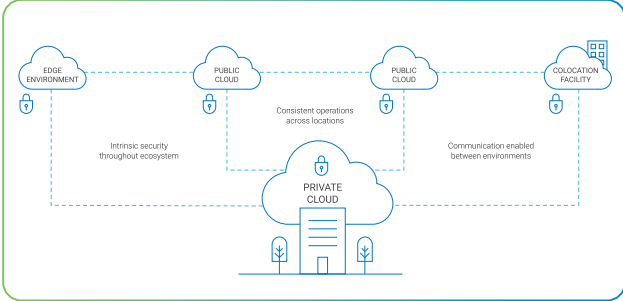 EDGE
ENVIRONMENT
PUBLIC
CLOUD
PUBLIC
CLOUD
COLOCATION
FACILITY
Consistent operations
across locations
Intrinsic security
throughout ecosystem
Communication enabled
between environments
PRIVATE
CLOUD